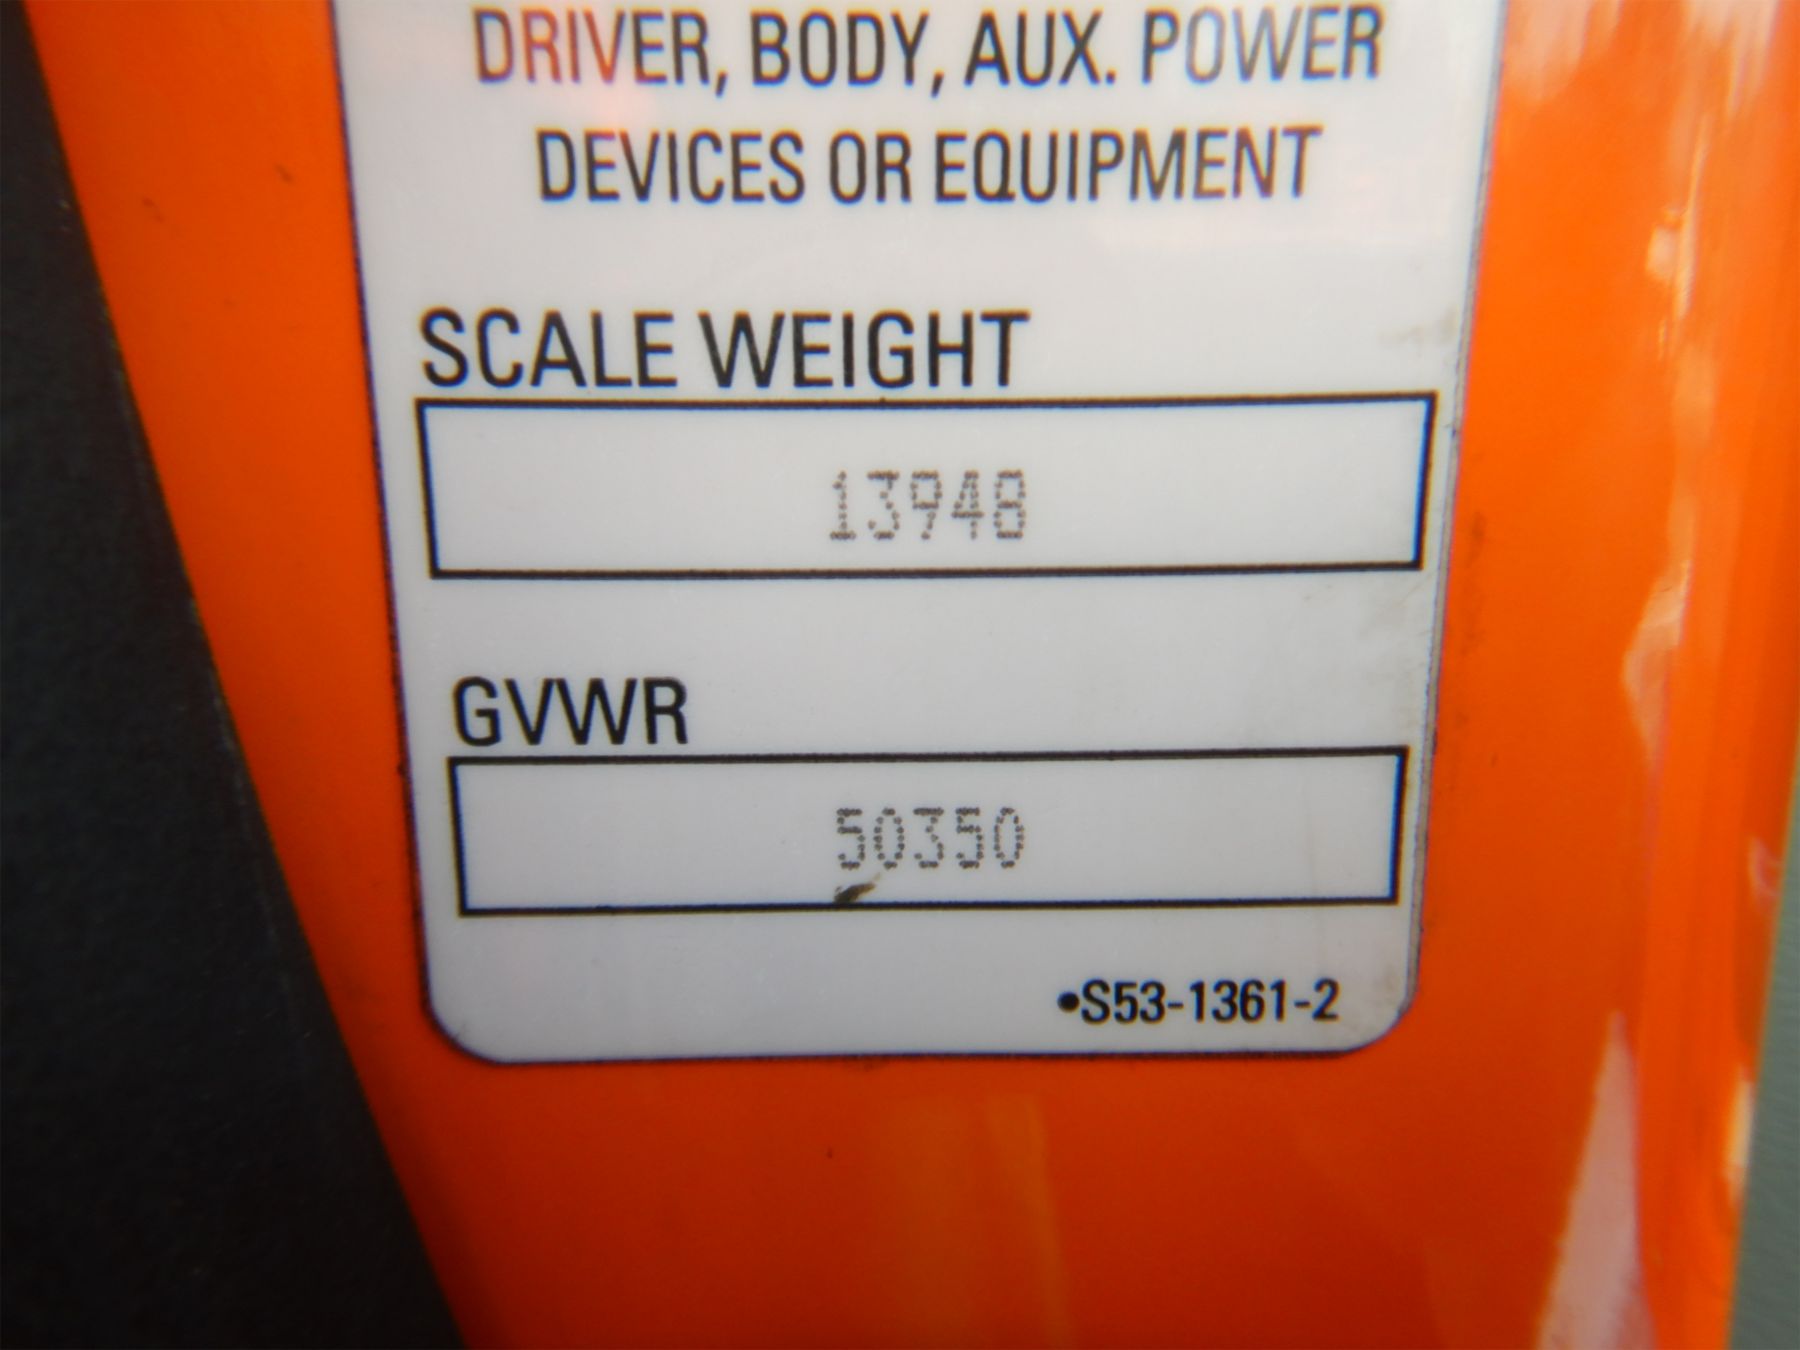 DRIVER, BODY, AUX. POWER
DEVICES OR EQUIPMENT
SCALE WEIGHT
13948
GVWR
50350
•S53-1361-2